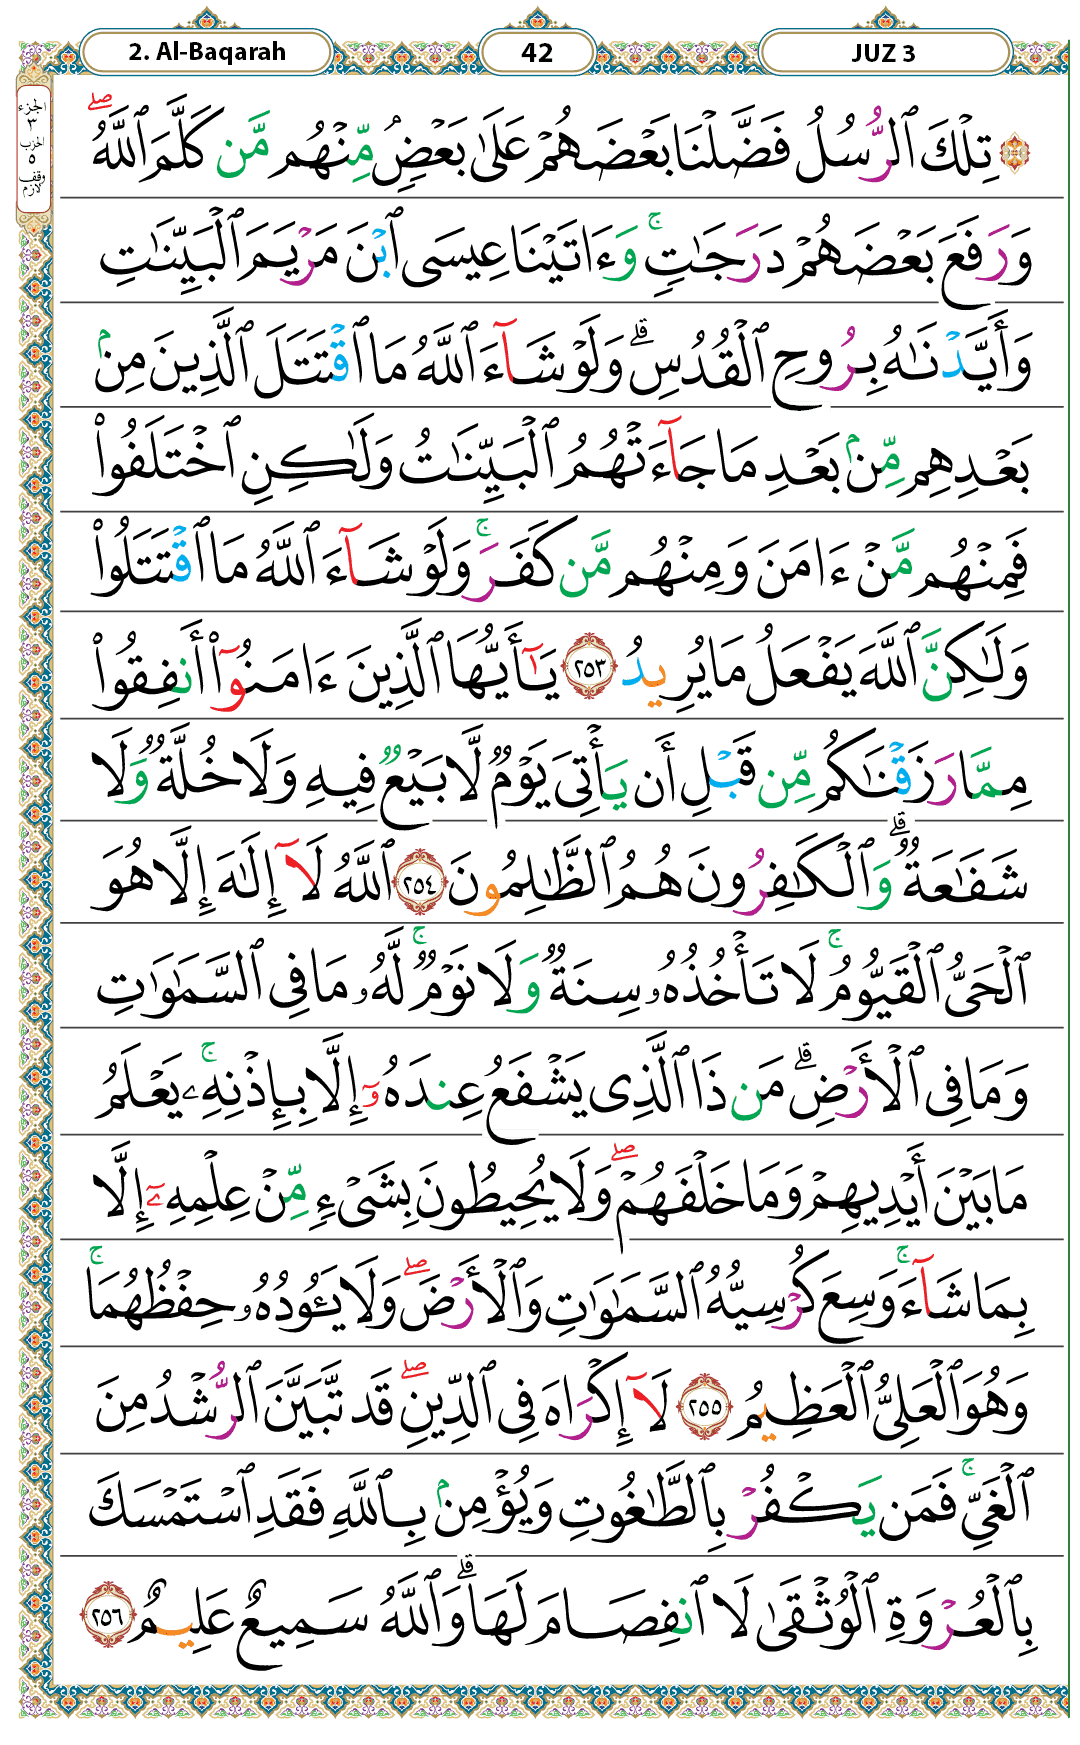 2. Al-Baqarah 42 JUZ 3
الجزء
٣
الحزب
٥
وقف
لازم
۞ تِلْكَ ٱلرُّسُلُ فَضَّلْنَا بَعْضَهُمْ عَلَىٰ بَعْضٍۢ مِّنْهُم مَّن كَلَّمَ ٱللَّهُ ۖ
وَرَفَعَ بَعْضَهُمْ دَرَجَـٰتٍۢ ۚ وَءَاتَيْنَا عِيسَى ٱبْنَ مَرْيَمَ ٱلْبَيِّنَـٰتِ
وَأَيَّدْنَـٰهُ بِرُوحِ ٱلْقُدُسِ ۗ وَلَوْ شَآءَ ٱللَّهُ مَا ٱقْتَتَلَ ٱلَّذِينَ مِنۢ
بَعْدِهِم مِّنۢ بَعْدِ مَا جَآءَتْهُمُ ٱلْبَيِّنَـٰتُ وَلَـٰكِنِ ٱخْتَلَفُوا۟
فَمِنْهُم مَّنْ ءَامَنَ وَمِنْهُم مَّن كَفَرَ ۚ وَلَوْ شَآءَ ٱللَّهُ مَا ٱقْتَتَلُوا۟
وَلَـٰكِنَّ ٱللَّهَ يَفْعَلُ مَا يُرِيدُ ٢٥٣ يَـٰٓأَيُّهَا ٱلَّذِينَ ءَامَنُوٓا۟ أَنفِقُوا۟
مِمَّا رَزَقْنَـٰكُم مِّن قَبْلِ أَن يَأْتِىَ يَوْمٌۭ لَّا بَيْعٌۭ فِيهِ وَلَا خُلَّةٌۭ وَلَا
شَفَـٰعَةٌۭ ۗ وَٱلْكَـٰفِرُونَ هُمُ ٱلظَّـٰلِمُونَ ٢٥٤ ٱللَّهُ لَآ إِلَـٰهَ إِلَّا هُوَ
ٱلْحَىُّ ٱلْقَيُّومُ ۚ لَا تَأْخُذُهُۥ سِنَةٌۭ وَلَا نَوْمٌۭ ۚ لَّهُۥ مَا فِى ٱلسَّمَـٰوَٰتِ
وَمَا فِى ٱلْأَرْضِ ۗ مَن ذَا ٱلَّذِى يَشْفَعُ عِندَهُۥٓ إِلَّا بِإِذْنِهِۦ ۚ يَعْلَمُ
مَا بَيْنَ أَيْدِيهِمْ وَمَا خَلْفَهُمْ ۖ وَلَا يُحِيطُونَ بِشَىْءٍۢ مِّنْ عِلْمِهِۦٓ إِلَّا
بِمَا شَآءَ ۚ وَسِعَ كُرْسِيُّهُ ٱلسَّمَـٰوَٰتِ وَٱلْأَرْضَ ۖ وَلَا يَـُٔودُهُۥ حِفْظُهُمَا ۚ
وَهُوَ ٱلْعَلِىُّ ٱلْعَظِيمُ ٢٥٥ لَآ إِكْرَاهَ فِى ٱلدِّينِ ۖ قَد تَّبَيَّنَ ٱلرُّشْدُ مِنَ
ٱلْغَىِّ ۚ فَمَن يَكْفُرْ بِٱلطَّـٰغُوتِ وَيُؤْمِنۢ بِٱللَّهِ فَقَدِ ٱسْتَمْسَكَ
بِٱلْعُرْوَةِ ٱلْوُثْقَىٰ لَا ٱنفِصَامَ لَهَا ۗ وَٱللَّهُ سَمِيعٌ عَلِيمٌ ٢٥٦